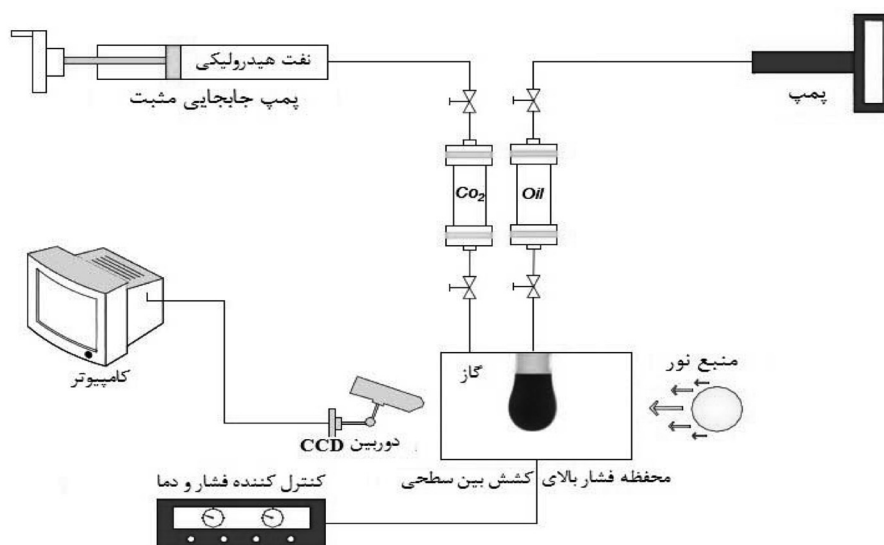 نفت هیدرولیکی
پمپ جابجایی مثبت
پمپ
Co2
Oil
گاز
منبع نور
کامپیوتر
دوربین CCD
محفظه فشار بالای کشش بین سطحی
کنترل کننده فشار و دما